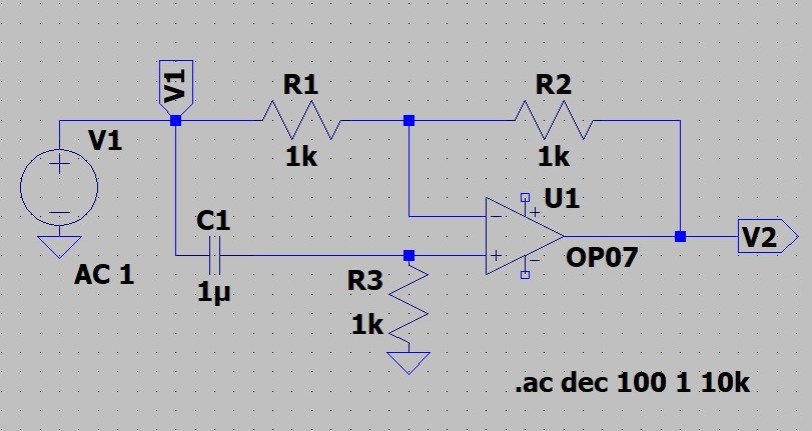 V1
R1
R2
V1
1k
1k
U1
C1
V2
OP07
AC 1
R3
1µ
1k
.ac dec 100 1 10k